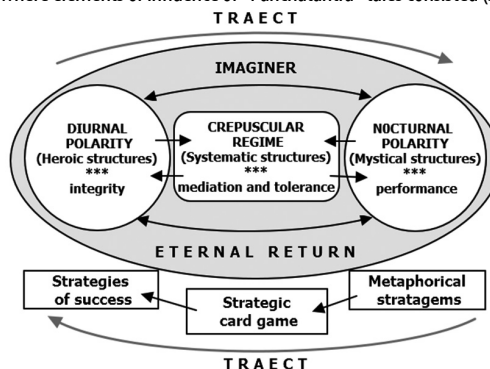 TRAECT
IMAGINER
DIURNAL
POLARITY
(Heroic structures)
***
integrity
CREPUSCULAR
REGIME
(Systematic structures)
***
mediation and tolerance
N0CTURNAL
POLARITY
(Mystical structures)
***
performance
ETERNAL RETURN
Strategies
of success
Strategic
card game
Metaphorical
stratagems
TRAECT